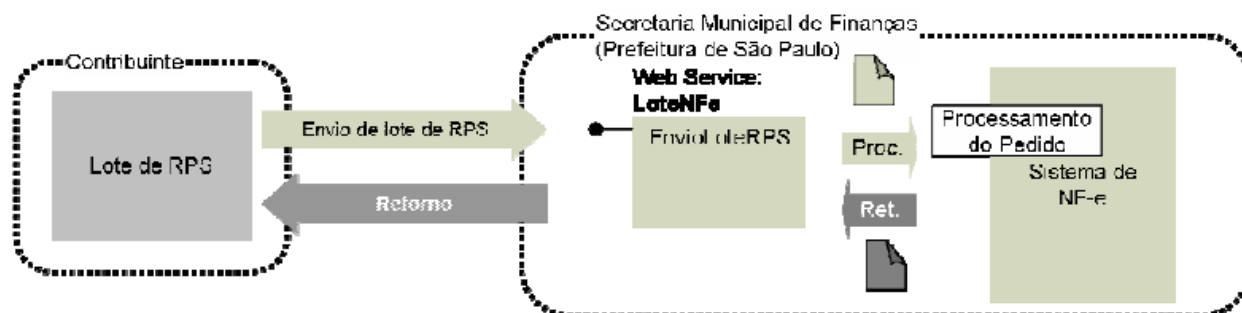 Secretaria Municipal de Finanças
(Prefeitura de São Paulo)
Contribuinte
Web Service:
LoteNFe
Lote de RPS
Envio de lote de RPS
EnvioLoteRPS
Proc.
Processamento
do Pedido
Sistema de
NF-e
Retorno
Ret.